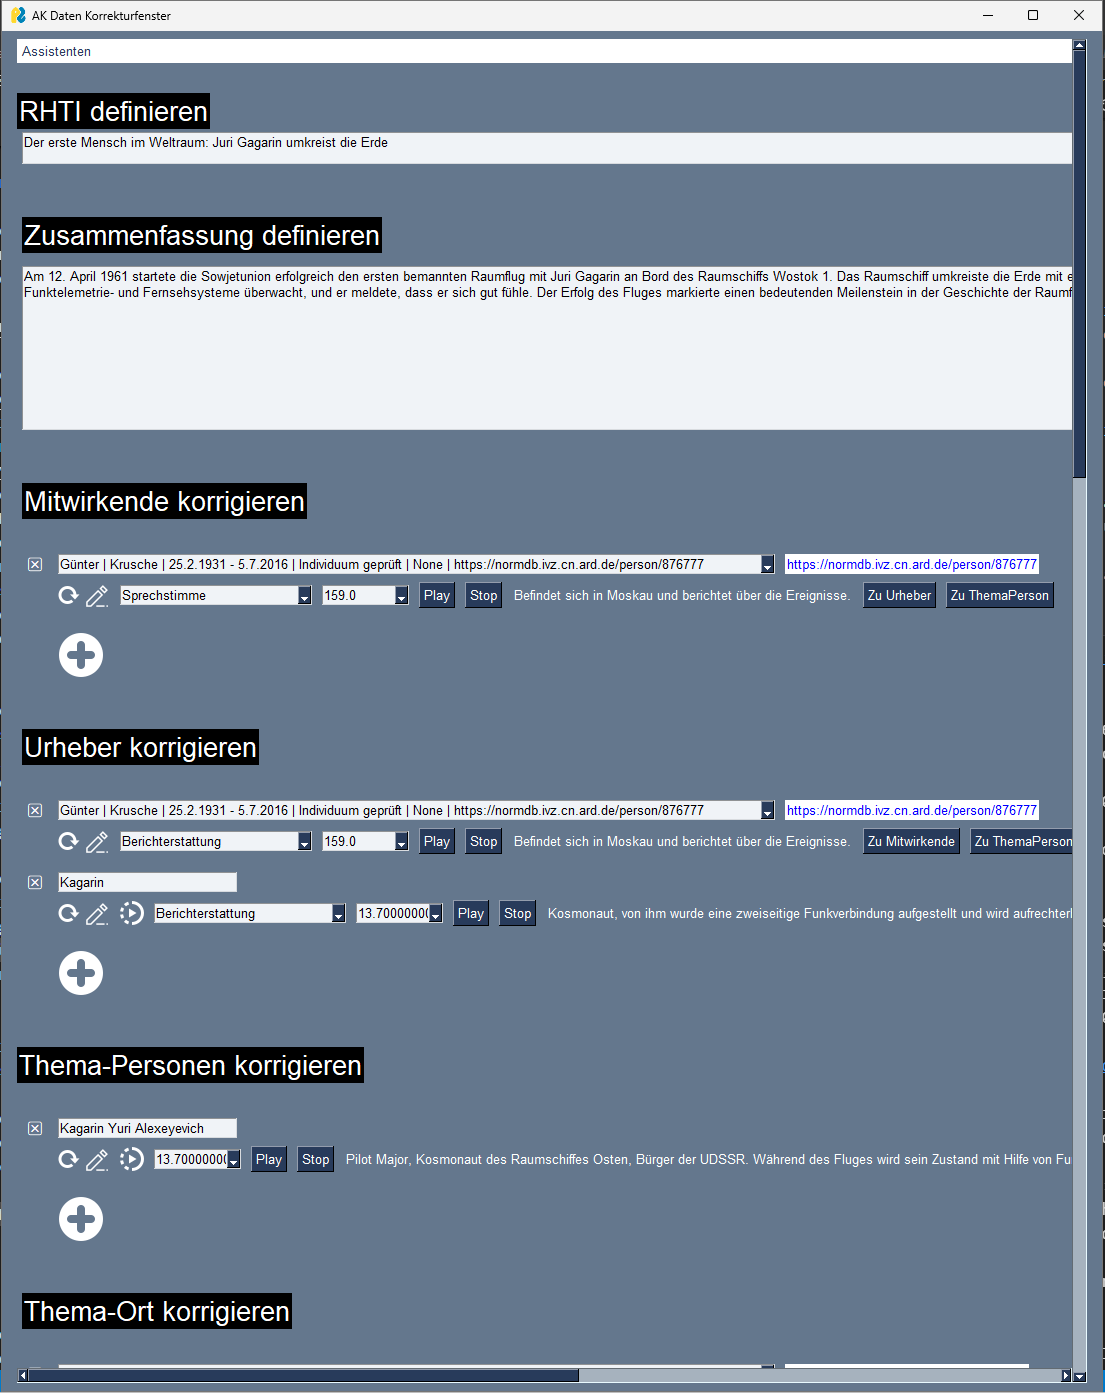 AK Daten Korrekturfenster
Assistenten
RHTI definieren
Der erste Mensch im Weltraum: Juri Gagarin umkreist die Erde
Zusammenfassung definieren
Am 12. April 1961 startete die Sowjetunion erfolgreich den ersten bemannten Raumflug mit Juri Gagarin an Bord des Raumschiffs Wostok 1. Das Raumschiff umkreiste die Erde mit
Funktelemetrie- und Fernsehsysteme überwacht, und er meldete, dass er sich gut fühle. Der Erfolg des Fluges markierte einen bedeutenden Meilenstein in der Geschichte der Raumf
Mitwirkende korrigieren
Günter | Krusche | 25.2.1931 - 5.7.2016 | Individuum geprüft | None | https://normdb.ivz.cn.ard.de/person/876777 https://normdb.ivz.cn.ard.de/person/876777
Sprechstimme 159.0 Play Stop Befindet sich in Moskau und berichtet über die Ereignisse. Zu Urheber Zu ThemaPerson
Urheber korrigieren
Günter | Krusche | 25.2.1931 - 5.7.2016 | Individuum geprüft | None | https://normdb.ivz.cn.ard.de/person/876777 https://normdb.ivz.cn.ard.de/person/876777
Berichterstattung 159.0 Play Stop Befindet sich in Moskau und berichtet über die Ereignisse. Zu Mitwirkende Zu ThemaPerson
Kagarin
Berichterstattung 13.7000000 Play Stop Kosmonaut, von ihm wurde eine zweiseitige Funkverbindung aufgestellt und wird aufrechterl
Thema-Personen korrigieren
Kagarin Yuri Alexeyevich
13.7000000 Play Stop Pilot Major, Kosmonaut des Raumschiffes Osten, Bürger der UDSSR. Während des Fluges wird sein Zustand mit Hilfe von Fu
Thema-Ort korrigieren